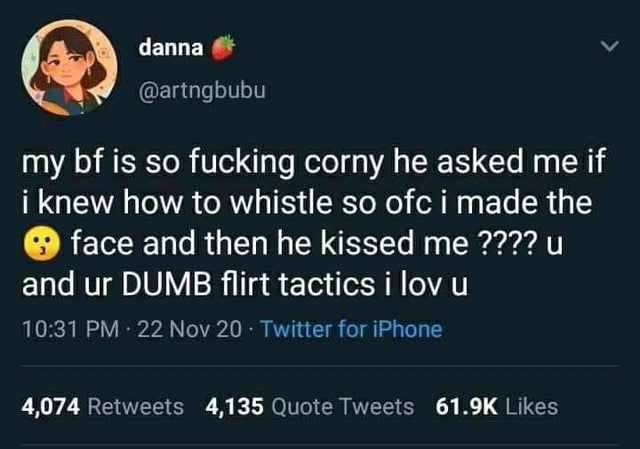 danna 🍓
@artngbubu
my bf is so fucking corny he asked me if
i knew how to whistle so ofc i made the
😗 face and then he kissed me ???? u
and ur DUMB flirt tactics i lov u
10:31 PM · 22 Nov 20 · Twitter for iPhone
4,074 Retweets 4,135 Quote Tweets 61.9K Likes